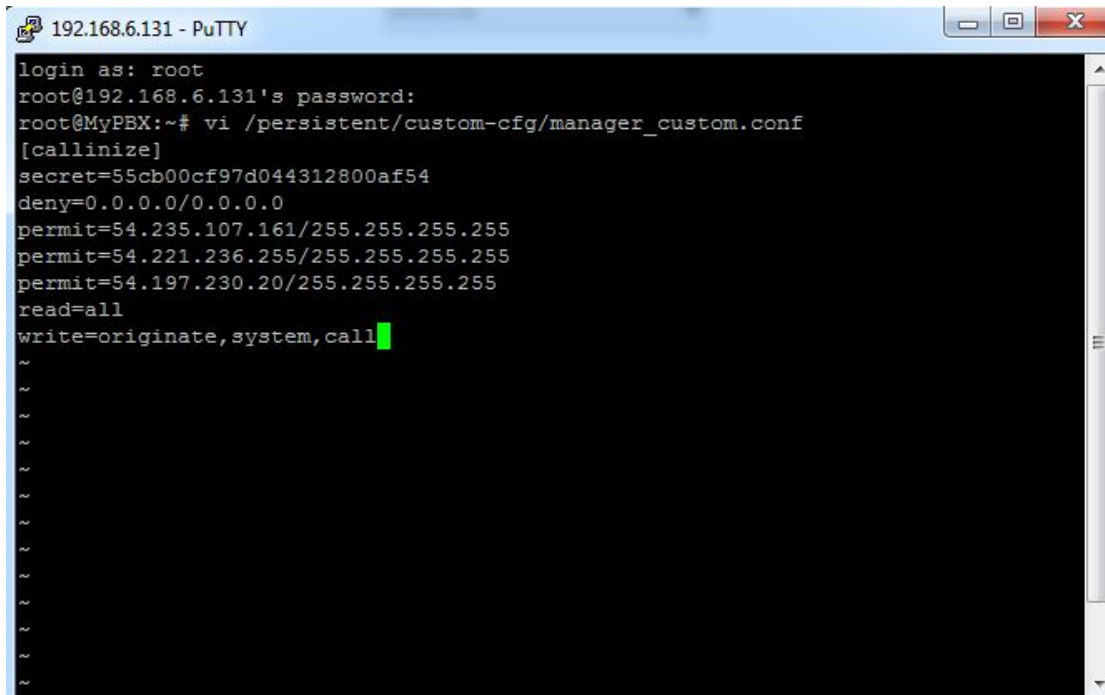 192.168.6.131 - PuTTY
login as: root
root@192.168.6.131's password:
root@MyPBX:~# vi /persistent/custom-cfg/manager_custom.conf
[callinize]
secret=55cb00cf97d044312800af54
deny=0.0.0.0/0.0.0.0
permit=54.235.107.161/255.255.255.255
permit=54.221.236.255/255.255.255.255
permit=54.197.230.20/255.255.255.255
read=all
write=originate,system,call
~
~
~
~
~
~
~
~
~
~
~
~
~